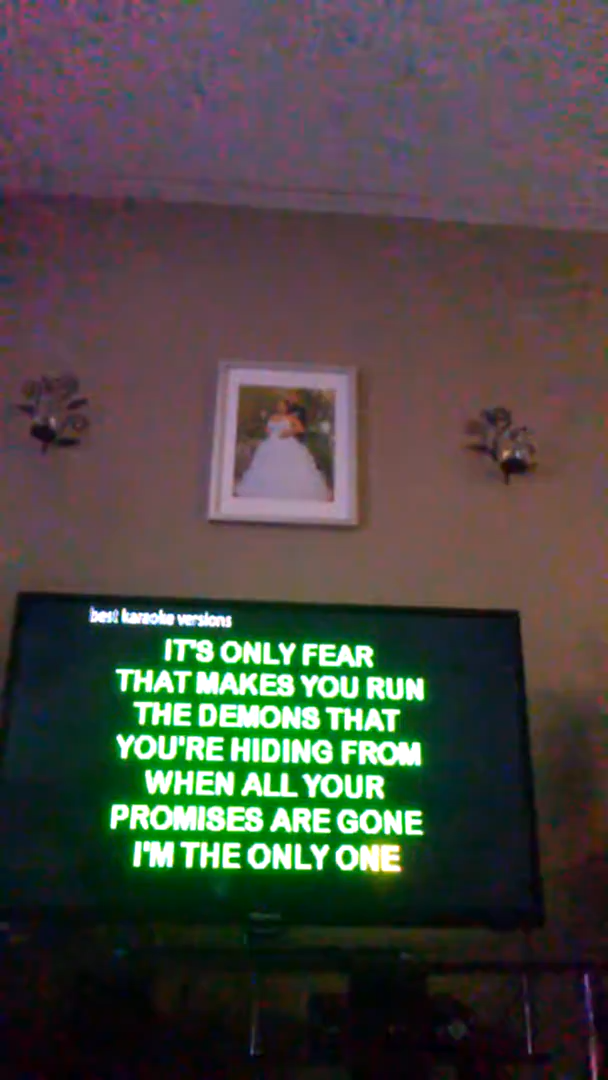 best karaoke versions
IT'S ONLY FEAR
THAT MAKES YOU RUN
THE DEMONS THAT
YOU'RE HIDING FROM
WHEN ALL YOUR
PROMISES ARE GONE
I'M THE ONLY ONE